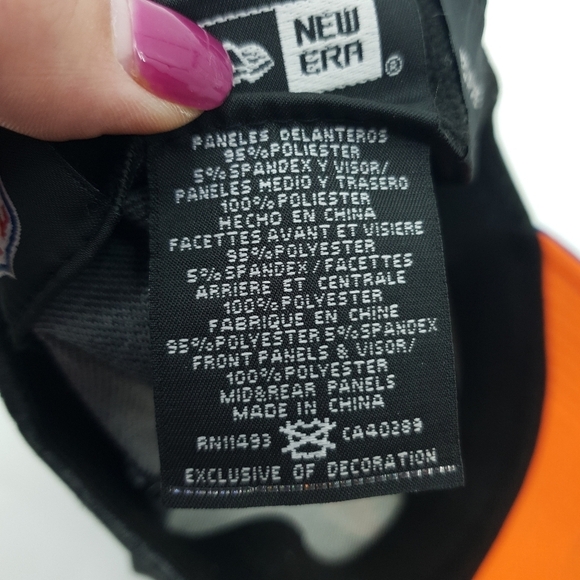 NEW
ERA
®
PANELES DELANTEROS
95%POLIESTER
5%SPANDEX Y VISOR/
PANELES MEDIO Y TRASERO
100%POLIESTER
HECHO EN CHINA
FACETTES AVANT ET VISIERE
95%POLYESTER
5%SPANDEX/FACETTES
ARRIERE ET CENTRALE
100%POLYESTER
FABRIQUE EN CHINE
95%POLYESTER 5%SPANDEX
FRONT PANELS & VISOR/
100%POLYESTER
MID&REAR PANELS
MADE IN CHINA
RN11493 CA40289
EXCLUSIVE OF DECORATION